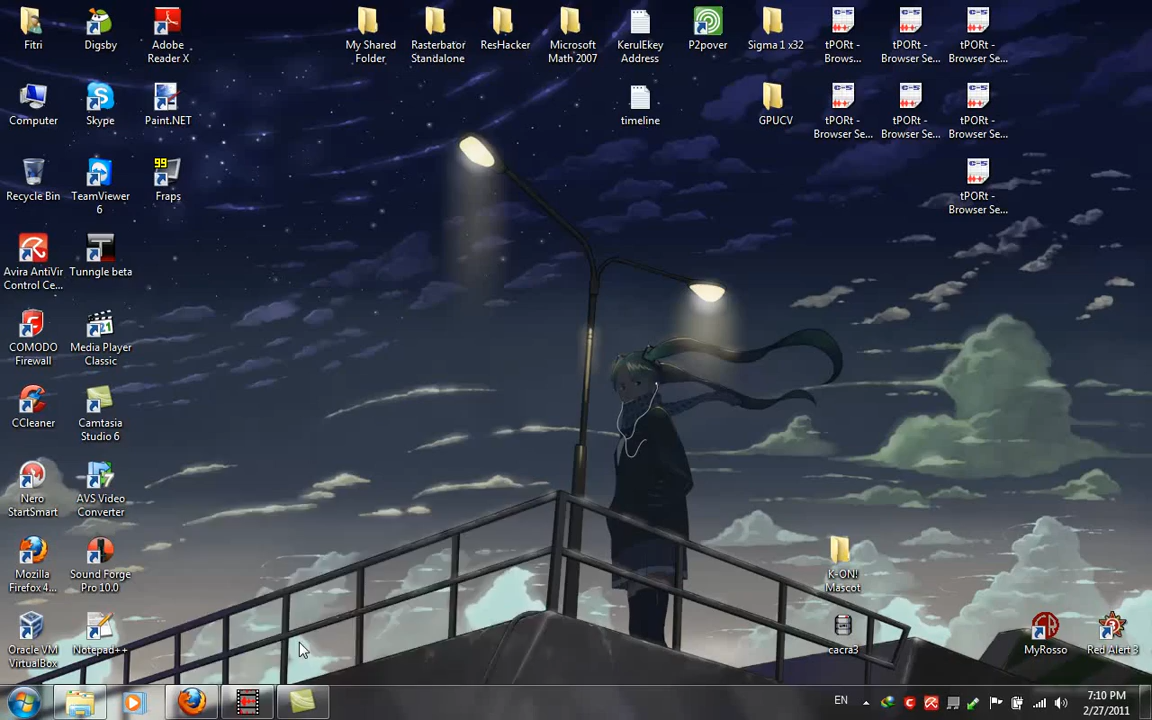 Fitri
Digsby
Adobe
Reader X
My Shared
Folder
Rasterbator
Standalone
ResHacker
Microsoft
Math 2007
KerulEkey
Address
P2pover
Sigma 1 x32
tPORt -
Brows...
tPORt -
Browser Se...
tPORt -
Browser Se...
Computer
Skype
Paint.NET
timeline
GPUCV
tPORt -
Browser Se...
tPORt -
Browser Se...
tPORt -
Browser Se...
Recycle Bin
TeamViewer
6
99
Fraps
tPORt -
Browser Se...
Avira AntiVir
Control Ce...
Tunngle beta
COMODO
Firewall
Media Player
Classic
CCleaner
Camtasia
Studio 6
Nero
StartSmart
AVS Video
Converter
Mozilla
Firefox 4...
Sound Forge
Pro 10.0
K-ON!
Mascot
Oracle VM
VirtualBox
Notepad++
cacra3
MyRosso
Red Alert 3
EN
7:10 PM
2/27/2011